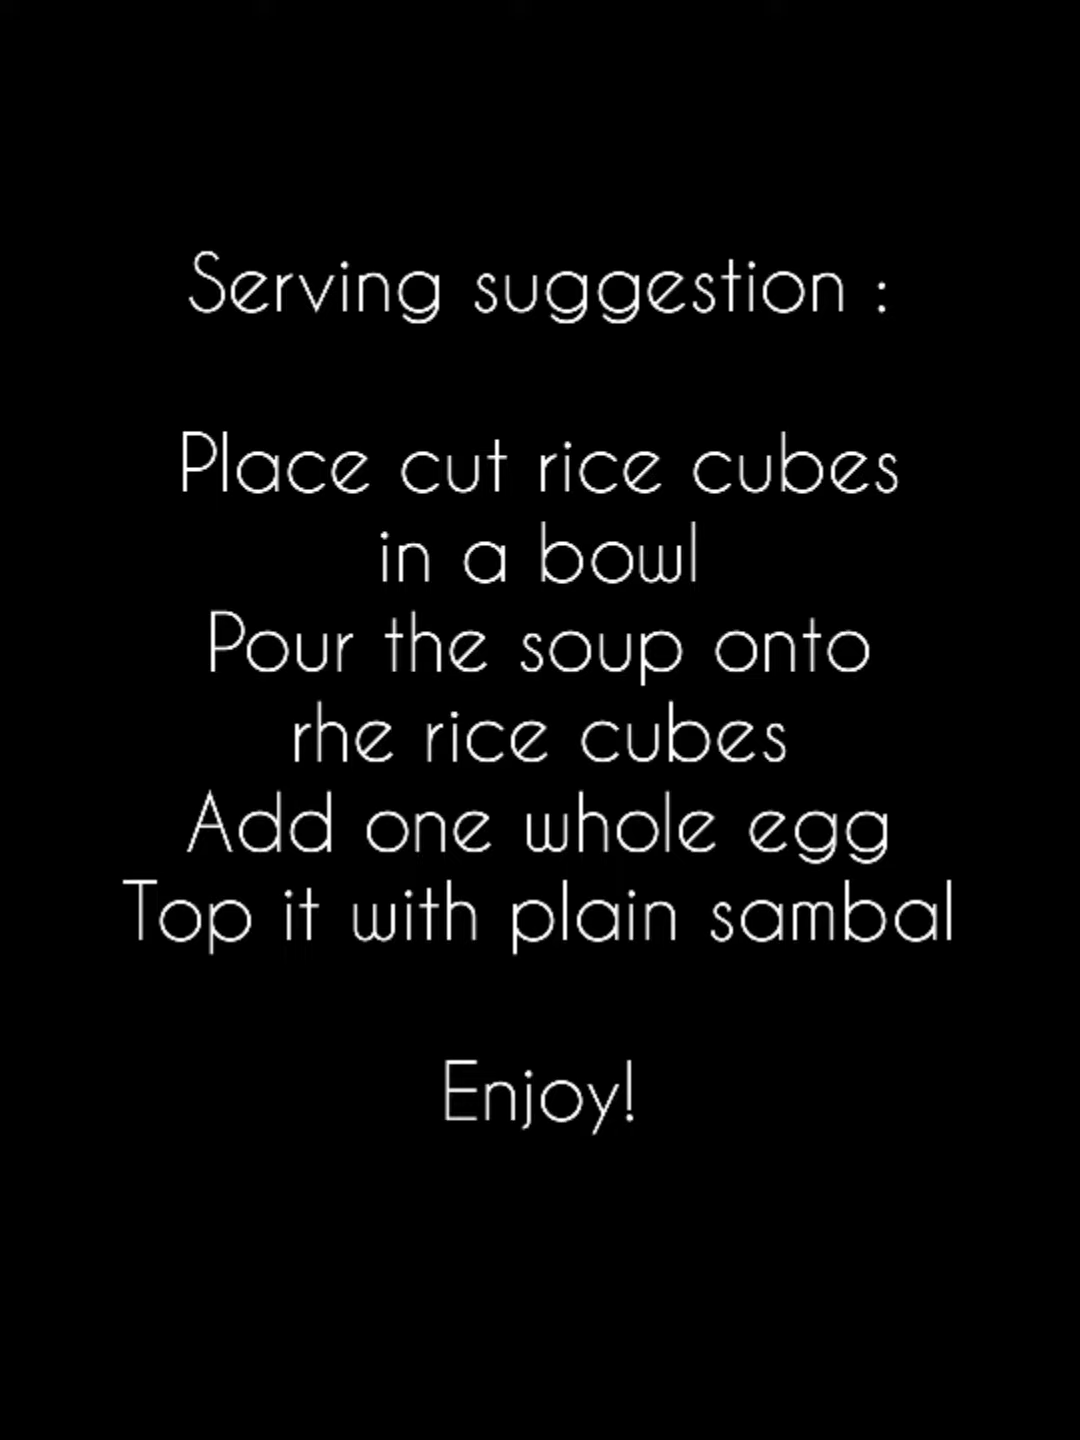 Serving suggestion :
Place cut rice cubes
in a bowl
Pour the soup onto
rhe rice cubes
Add one whole egg
Top it with plain sambal
Enjoy!